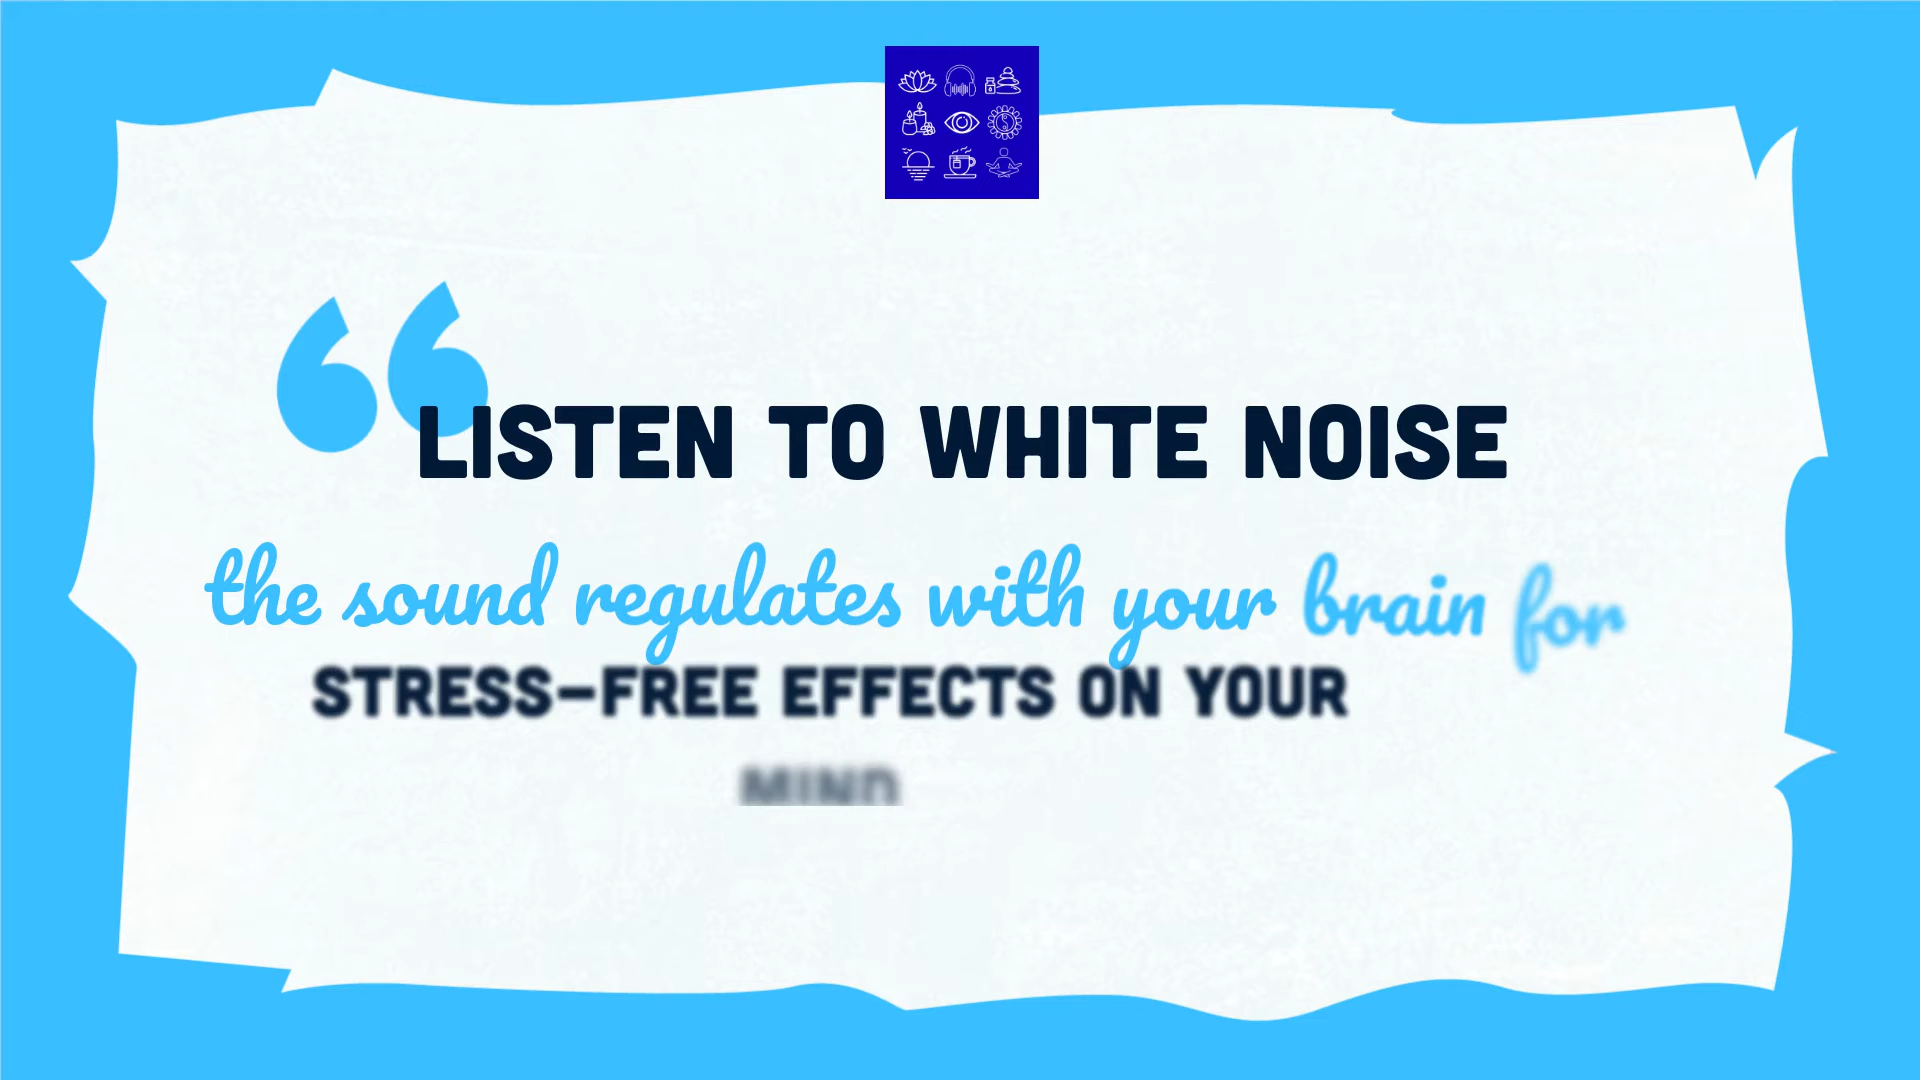 LISTEN TO WHITE NOISE
the sound regulates with your brain for
STRESS-FREE EFFECTS ON YOUR
MIND